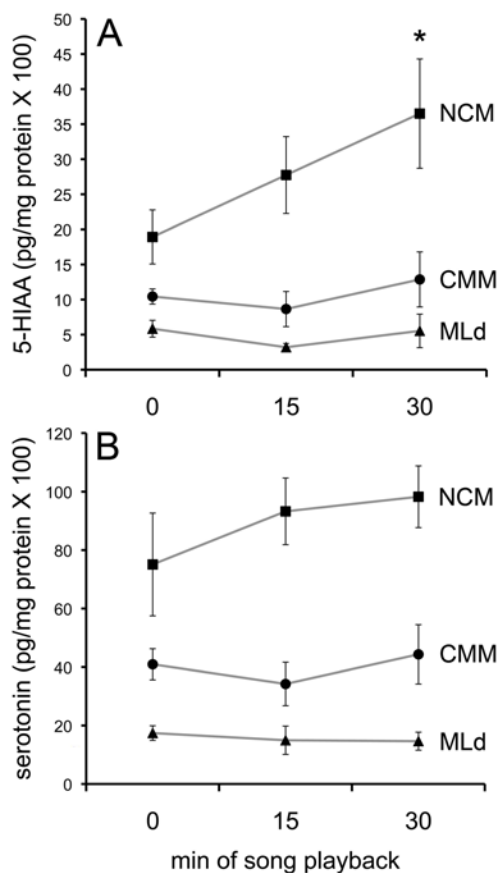 A
*
5-HIAA (pg/mg protein X 100)
50
45
40
35
30
25
20
15
10
5
0
NCM
CMM
MLd
0 15 30
B
serotonin (pg/mg protein X 100)
120
100
80
60
40
20
0
NCM
CMM
MLd
0 15 30
min of song playback